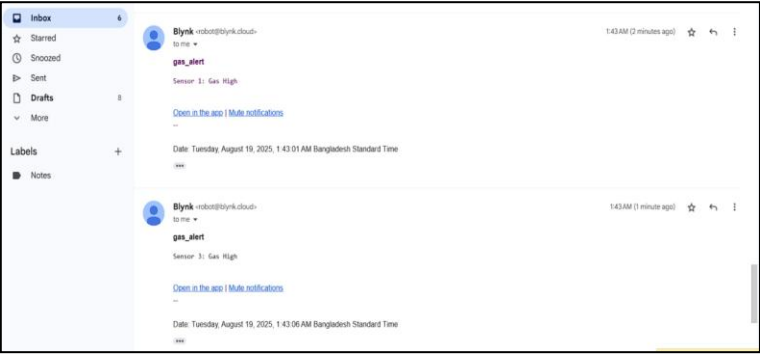 Inbox 6
Starred
Snoozed
Sent
Drafts 8
More
Labels +
Notes
Blynk <robot@blynk.cloud> 1:43 AM (2 minutes ago)
to me
gas_alert
Sensor 1: Gas High
Open in the app | Mute notifications
--
Date: Tuesday, August 19, 2025, 1:43:01 AM Bangladesh Standard Time
Blynk <robot@blynk.cloud> 1:43 AM (1 minute ago)
to me
gas_alert
Sensor 3: Gas High
Open in the app | Mute notifications
--
Date: Tuesday, August 19, 2025, 1:43:06 AM Bangladesh Standard Time